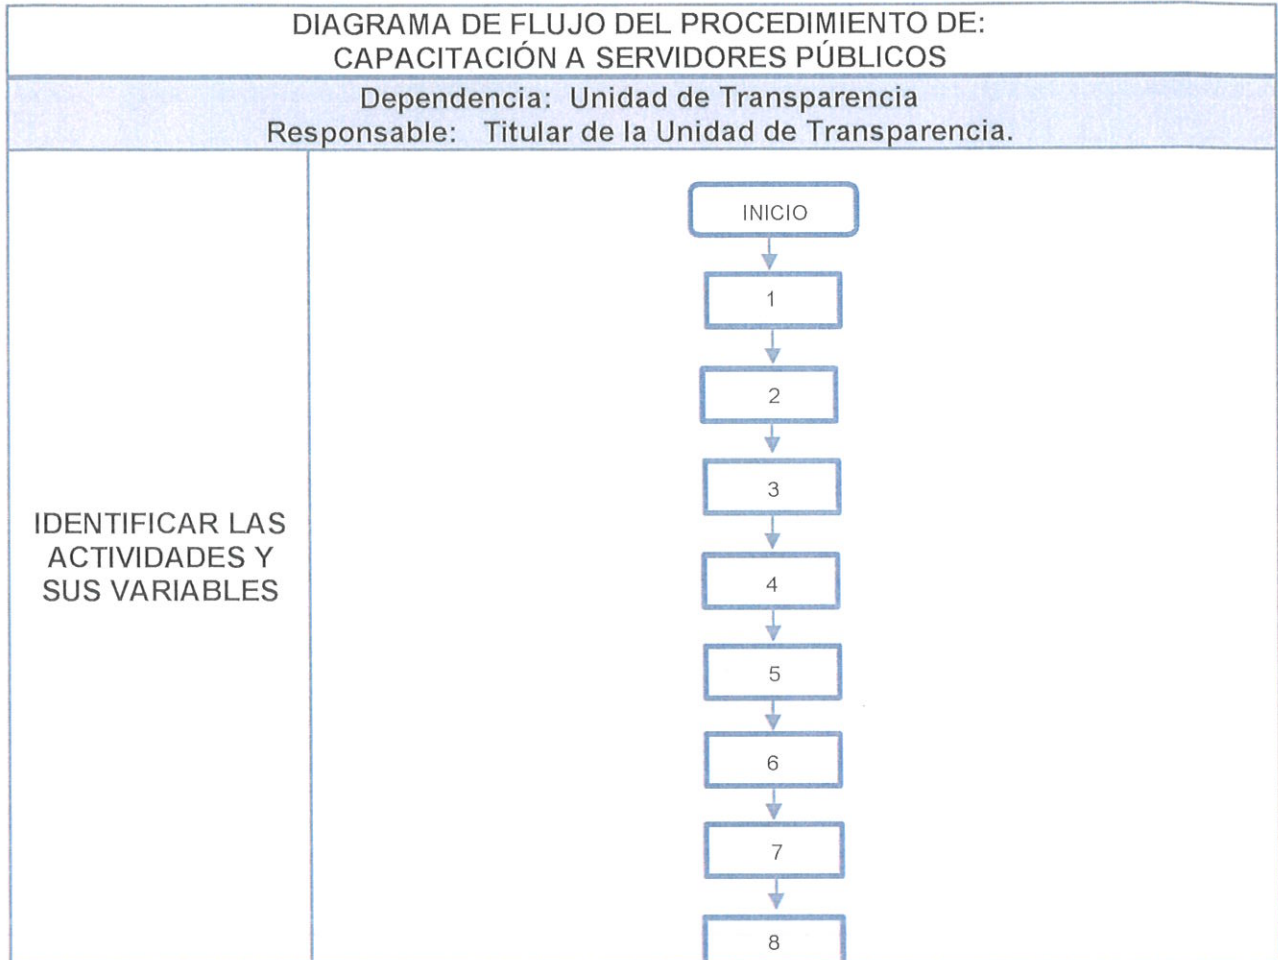 DIAGRAMA DE FLUJO DEL PROCEDIMIENTO DE:
CAPACITACIÓN A SERVIDORES PÚBLICOS
Dependencia: Unidad de Transparencia
Responsable: Titular de la Unidad de Transparencia.
IDENTIFICAR LAS
ACTIVIDADES Y
SUS VARIABLES
INICIO
1
2
3
4
5
6
7
8